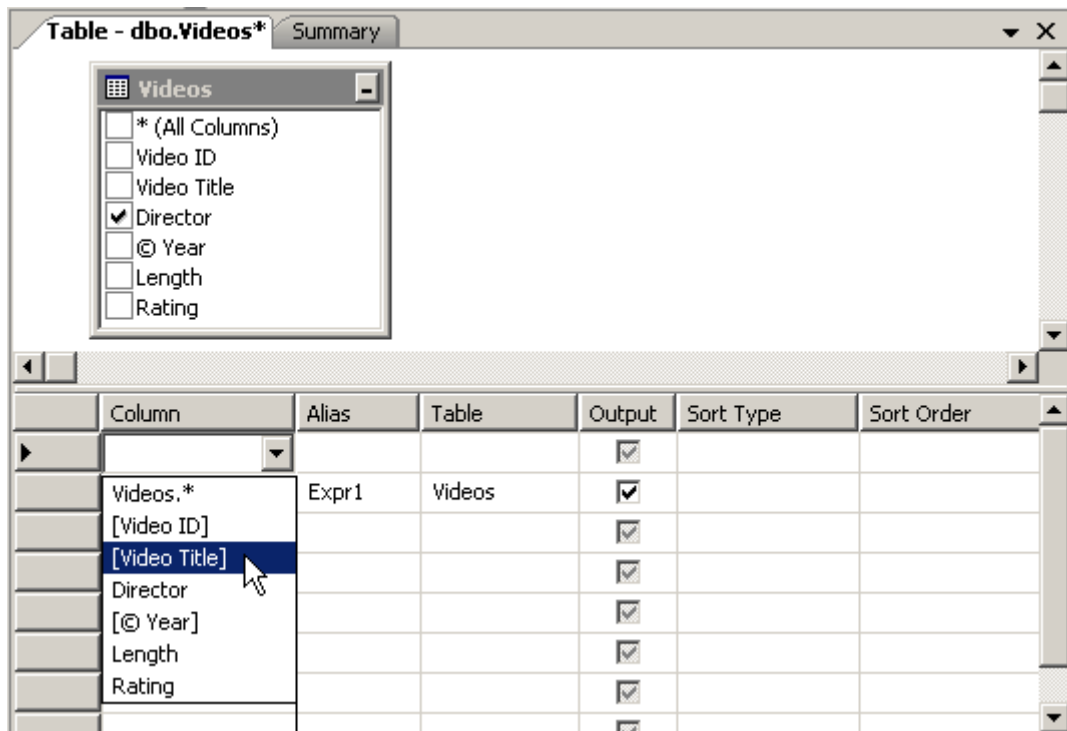 Table - dbo.Videos* Summary
Videos
* (All Columns)
Video ID
Video Title
Director
© Year
Length
Rating
Column Alias Table Output Sort Type Sort Order
Videos.* Expr1 Videos
[Video ID]
[Video Title]
Director
[© Year]
Length
Rating